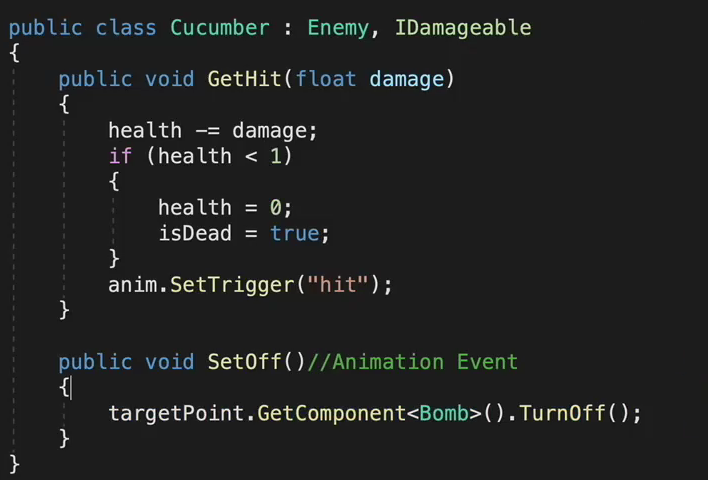 public class Cucumber : Enemy, IDamageable
{
    public void GetHit(float damage)
    {
        health -= damage;
        if (health < 1)
        {
            health = 0;
            isDead = true;
        }
        anim.SetTrigger("hit");
    }

    public void SetOff()//Animation Event
    {
        targetPoint.GetComponent<Bomb>().TurnOff();
    }
}